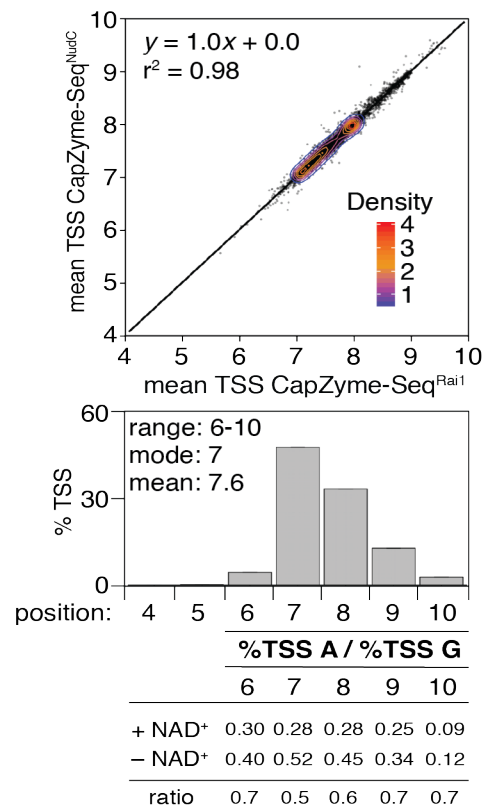 10
9
8
7
6
5
4
mean TSS CapZyme-Seq^NudC
y = 1.0x + 0.0
r² = 0.98
Density
4
3
2
1
4 5 6 7 8 9 10
mean TSS CapZyme-Seq^Rai1
60
30
0
% TSS
range: 6-10
mode: 7
mean: 7.6
position: 4 5 6 7 8 9 10
%TSS A / %TSS G
6 7 8 9 10
+ NAD⁺ 0.30 0.28 0.28 0.25 0.09
− NAD⁺ 0.40 0.52 0.45 0.34 0.12
ratio 0.7 0.5 0.6 0.7 0.7